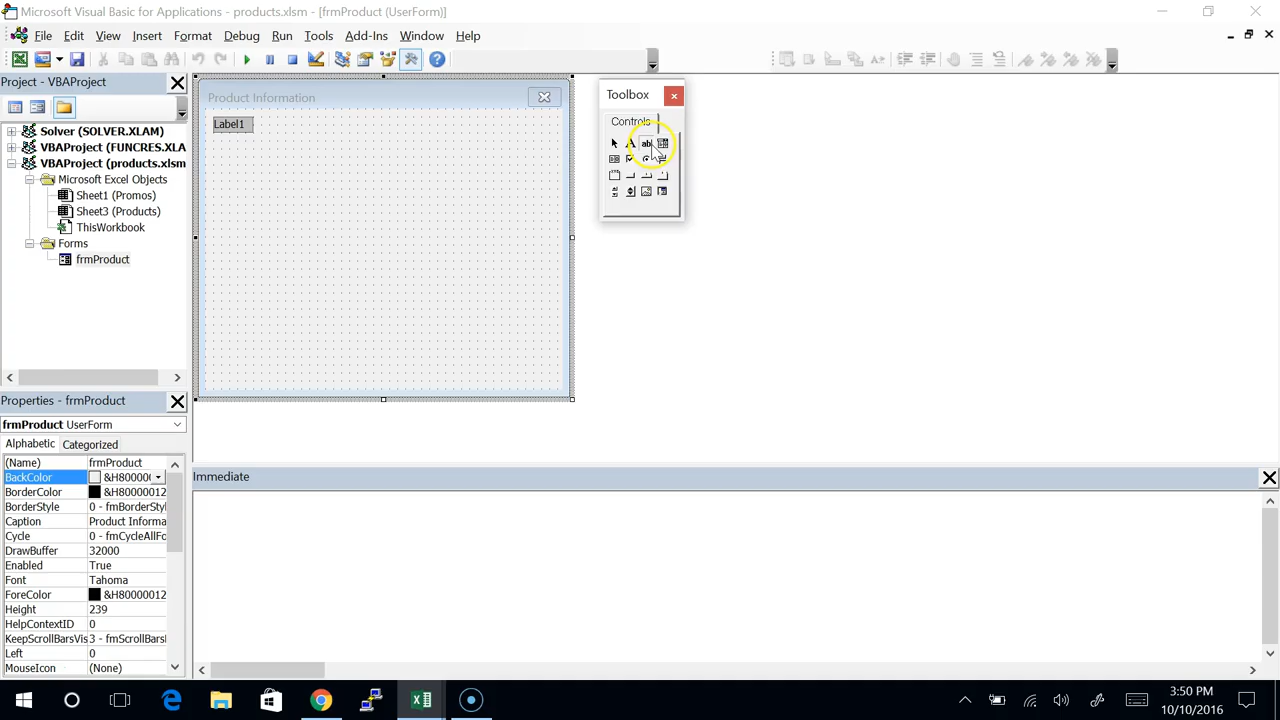 Microsoft Visual Basic for Applications - products.xlsm - [frmProduct (UserForm)]
File Edit View Insert Format Debug Run Tools Add-Ins Window Help
Project - VBAProject
Solver (SOLVER.XLAM)
VBAProject (FUNCRES.XLA
VBAProject (products.xlsm
Microsoft Excel Objects
Sheet1 (Promos)
Sheet3 (Products)
ThisWorkbook
Forms
frmProduct
Product Information
Label1
Toolbox
Controls
A ab
Properties - frmProduct
frmProduct UserForm
Alphabetic Categorized
(Name) frmProduct
BackColor &H80000(
BorderColor &H80000012
BorderStyle 0 - fmBorderStyl
Caption Product Informa
Cycle 0 - fmCycleAllFo
DrawBuffer 32000
Enabled True
Font Tahoma
ForeColor &H80000012
Height 239
HelpContextID 0
KeepScrollBarsVis 3 - fmScrollBars
Left 0
MouseIcon (None)
Immediate
3:50 PM
10/10/2016